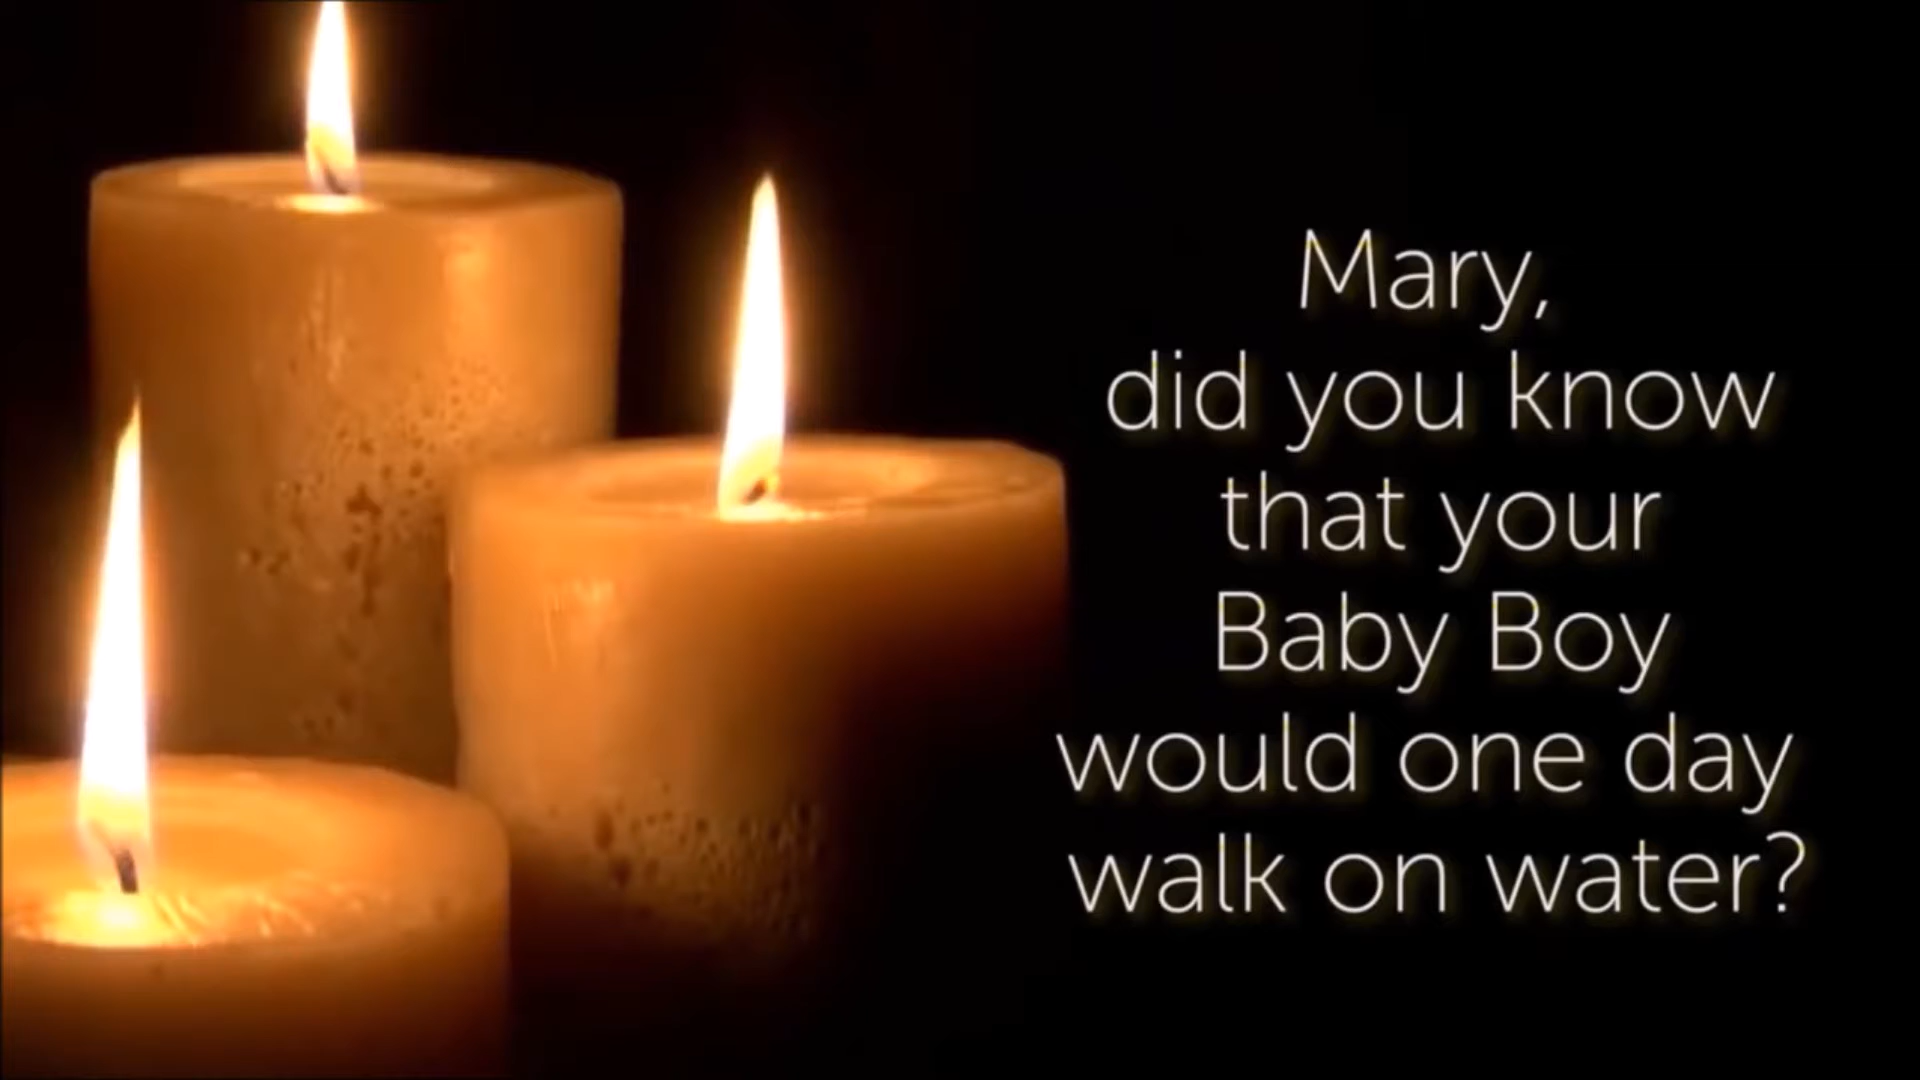 Mary,
did you know
that your
Baby Boy
would one day
walk on water?